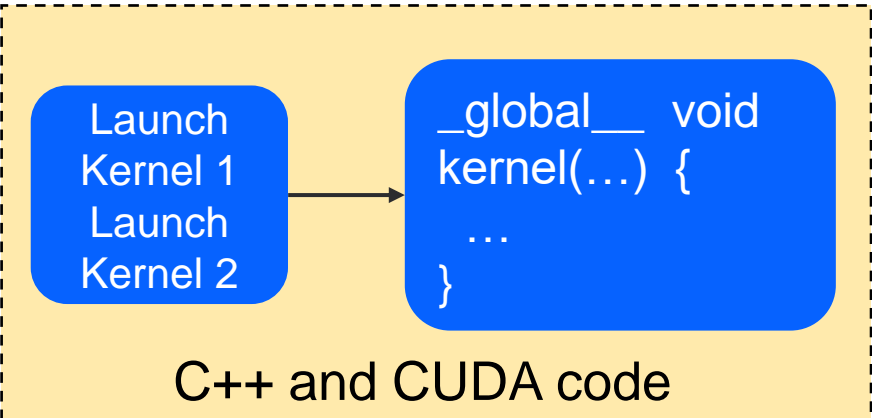 Launch
Kernel 1
Launch
Kernel 2
_global__ void
kernel(…) {
…
}
C++ and CUDA code